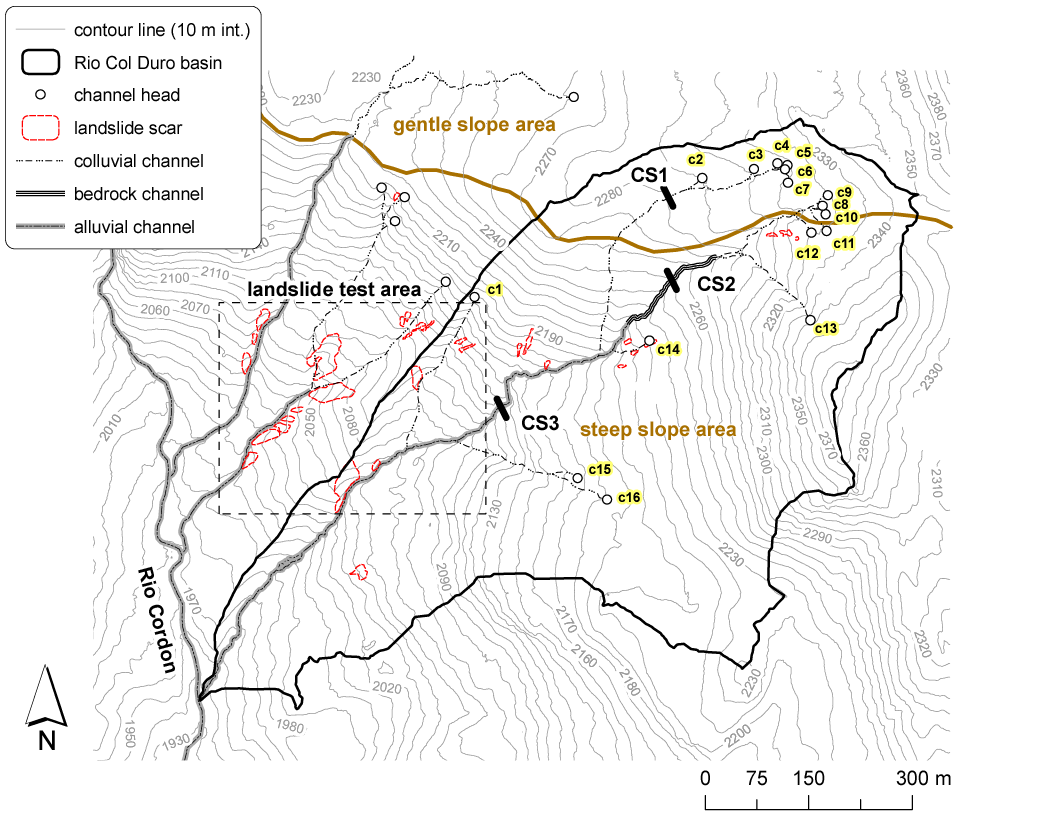 contour line (10 m int.)
Rio Col Duro basin
channel head
landslide scar
colluvial channel
bedrock channel
alluvial channel
2230
2230
gentle slope area
2270
2360
2380
c4
c5
2330
c3
c6
c2
c7
2350
2370
CS1
2280
c9
c8
c10
c11
c12
2340
2210
2240
2120
2100
2110
2060
2070
landslide test area
c1
CS2
2260
2320
c13
2190
c14
2330
2010
2050
2080
CS3
steep slope area
2310
2300
2350
2370
2360
c15
c16
2130
2310
2290
2230
2090
Rio Cordon
1970
2170
2160
2180
2320
2230
2020
2200
1980
1950
1930
N
0 75 150 300 m